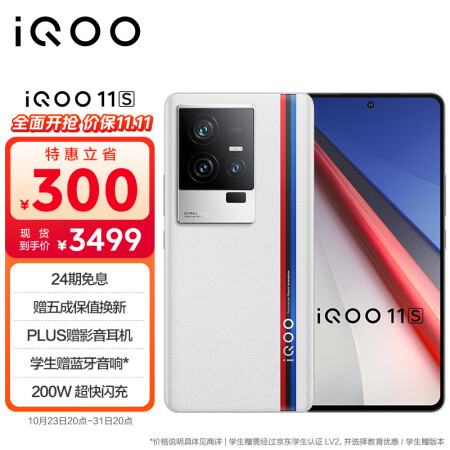 iQOO
iQOO 11S
全面开抢 价保11.11
特惠立省
¥300
现货
到手价 ¥3499
24期免息
赠五成保值换新
PLUS赠影音耳机
学生赠蓝牙音响*
200W 超快闪充
10月23日20点-31日20点
iQOO
iQOO 11S
*价格说明具体见商详 | 学生赠需经过京东学生认证 LV2, 并选择教育优惠 / 学生赠版本